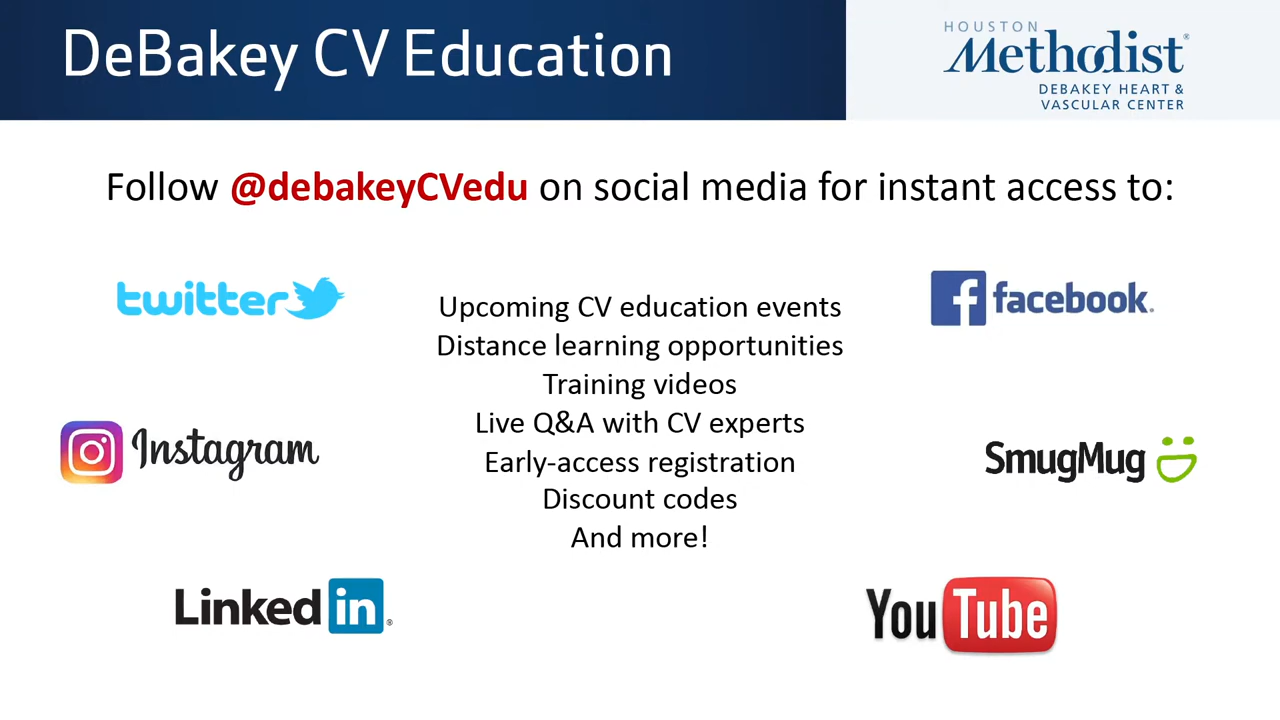 DeBakey CV Education
HOUSTON
Methodist®
DEBAKEY HEART &
VASCULAR CENTER
Follow @debakeyCVedu on social media for instant access to:
twitter
facebook.
Upcoming CV education events
Distance learning opportunities
Training videos
Live Q&A with CV experts
Early-access registration
Discount codes
And more!
Instagram
SmugMug
Linked in®
YouTube